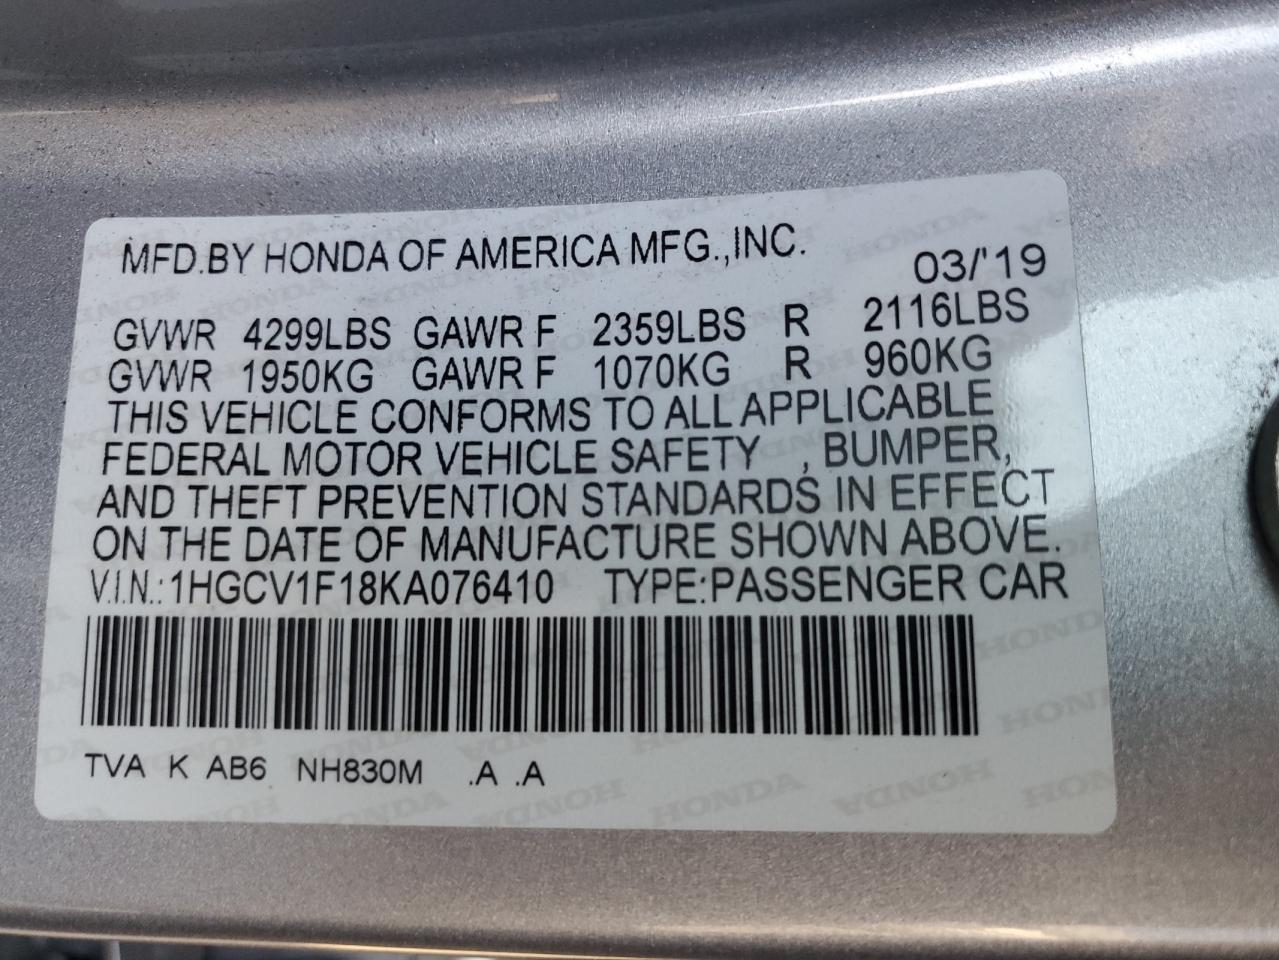 MFD.BY HONDA OF AMERICA MFG.,INC. 03/'19
GVWR 4299LBS GAWR F 2359LBS R 2116LBS
GVWR 1950KG GAWR F 1070KG R 960KG
THIS VEHICLE CONFORMS TO ALL APPLICABLE
FEDERAL MOTOR VEHICLE SAFETY , BUMPER,
AND THEFT PREVENTION STANDARDS IN EFFECT
ON THE DATE OF MANUFACTURE SHOWN ABOVE.
V.I.N.:1HGCV1F18KA076410 TYPE:PASSENGER CAR
TVA K AB6 NH830M .A .A